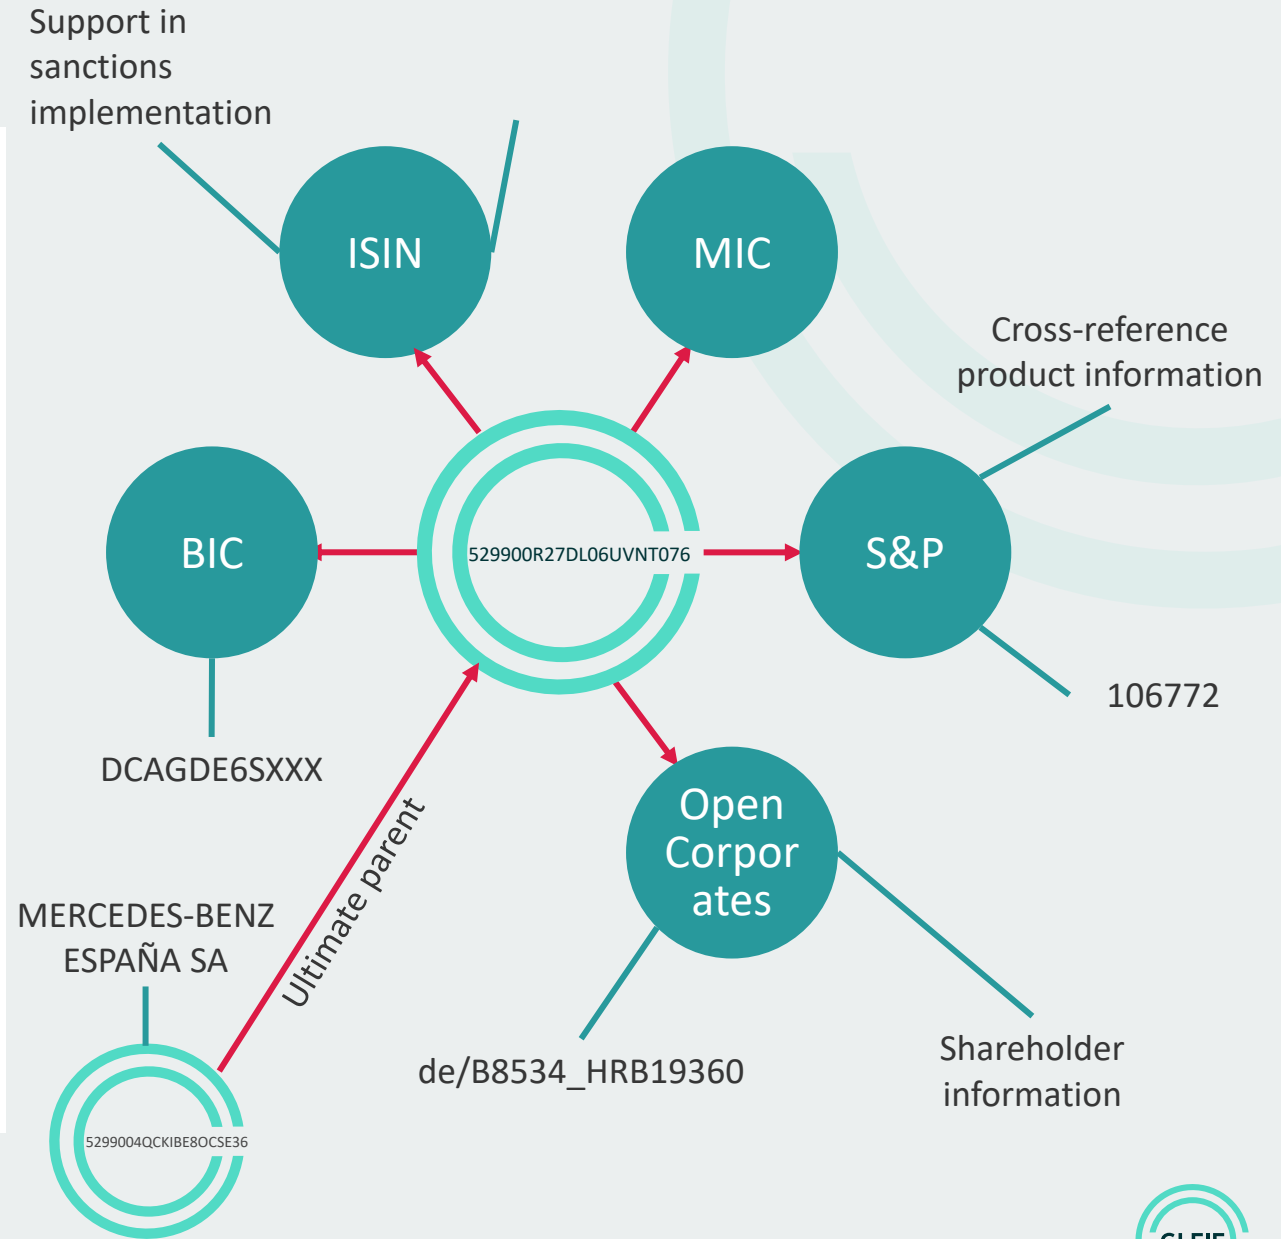 Support in
sanctions
implementation
ISIN
MIC
Cross-reference
product information
BIC
529900R27DL06UVNT076
S&P
106772
DCAGDE6SXXX
Open
Corpor
ates
Ultimate parent
MERCEDES-BENZ
ESPAÑA SA
de/B8534_HRB19360
Shareholder
information
5299004QCKIBE8OCSE36
GLEIF